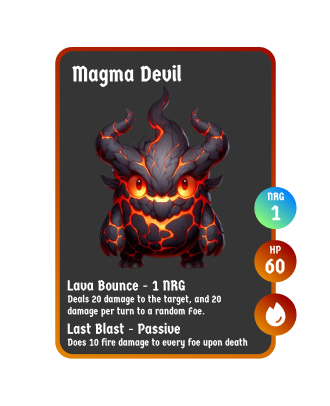 Magma Devil
NRG
1
HP
60
Lava Bounce - 1 NRG
Deals 20 damage to the target, and 20
damage per turn to a random foe.
Last Blast - Passive
Does 10 fire damage to every foe upon death